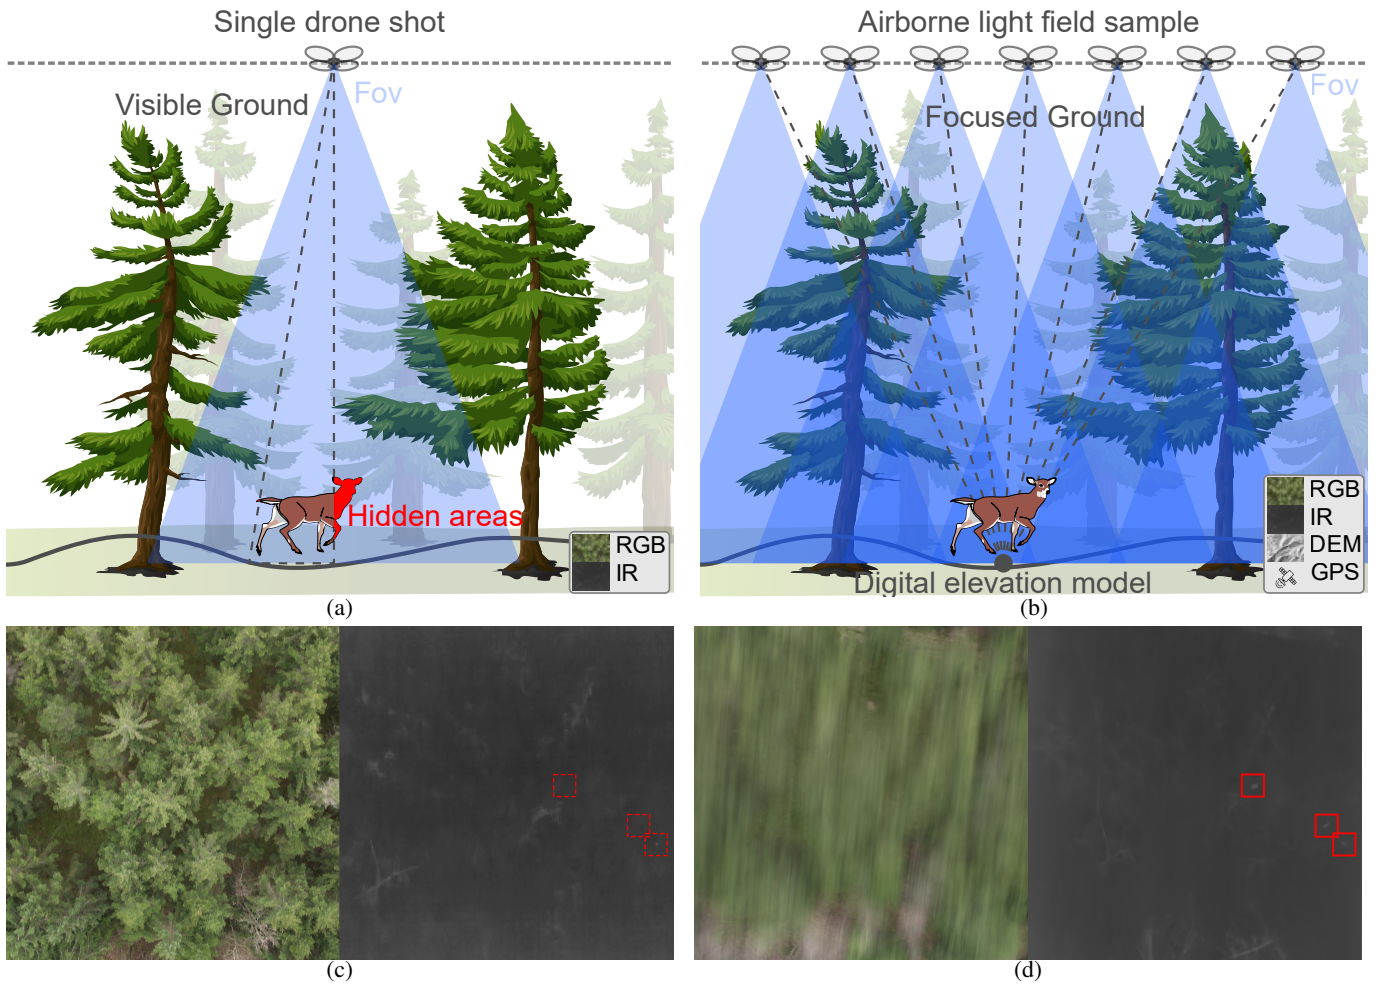 Single drone shot
Fov
Visible Ground
Hidden areas
RGB
IR
(a)
Airborne light field sample
Fov
Focused Ground
RGB
IR
DEM
GPS
Digital elevation model
(b)
(c)
(d)